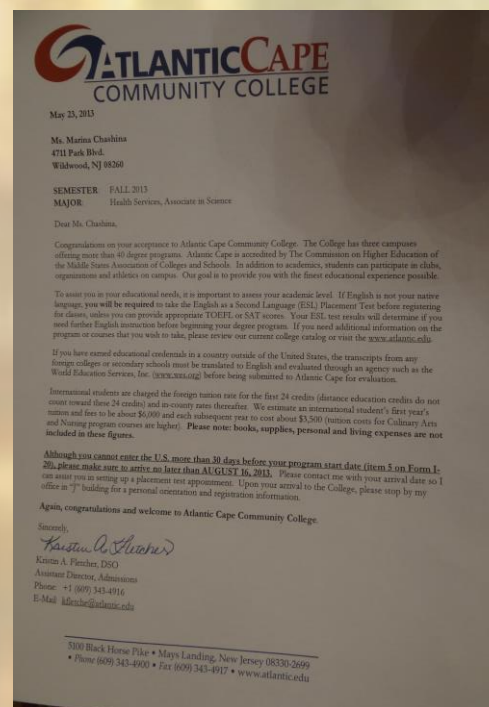 ATLANTICCAPE
COMMUNITY COLLEGE
May 23, 2013
Ms. Marina Chashina
4711 Park Blvd.
Wildwood, NJ 08260
SEMESTER FALL 2013
MAJOR Health Services, Associate in Science
Dear Ms. Chashina,
Congratulations on your acceptance to Atlantic Cape Community College. The College has three campuses
offering more than 40 degree programs. Atlantic Cape is accredited by The Commission on Higher Education of
the Middle States Association of Colleges and Schools. In addition to academics, students can participate in clubs,
organizations and athletics on campus. Our goal is to provide you with the finest educational experience possible.
To assist you in your educational needs, it is important to assess your academic level. If English is not your native
language, you will be required to take the English as a Second Language (ESL) Placement Test before registering
for classes, unless you can provide appropriate TOEFL or SAT scores. Your ESL test results will determine if you
need further English instruction before beginning your degree program. If you need additional information on the
program or courses that you wish to take, please review our current college catalog or visit the www.atlantic.edu.
If you have earned educational credentials in a country outside of the United States, the transcripts from any
foreign colleges or secondary schools must be translated to English and evaluated through an agency such as the
World Education Services, Inc. (www.wes.org) before being submitted to Atlantic Cape for evaluation.
International students are charged the foreign tuition rate for the first 24 credits (distance education credits do not
count toward these 24 credits) and in-county rates thereafter. We estimate an international student's first year's
tuition and fees to be about $6,000 and each subsequent year to cost about $3,500 (tuition costs for Culinary Arts
and Nursing program courses are higher). Please note: books, supplies, personal and living expenses are not
included in these figures.
Although you cannot enter the U.S. more than 30 days before your program start date (item 5 on Form I-
20), please make sure to arrive no later than AUGUST 16, 2013. Please contact me with your arrival date so I
can assist you in setting up a placement test appointment. Upon your arrival to the College, please stop by my
office in "J" building for a personal orientation and registration information.
Again, congratulations and welcome to Atlantic Cape Community College.
Sincerely,
Kristin A. Fletcher
Kristin A. Fletcher, DSO
Assistant Director, Admissions
Phone: +1 (609) 343-4916
E-Mail kfletche@atlantic.edu
5100 Black Horse Pike • Mays Landing, New Jersey 08330-2699
• Phone (609) 343-4900 • Fax (609) 343-4917 • www.atlantic.edu